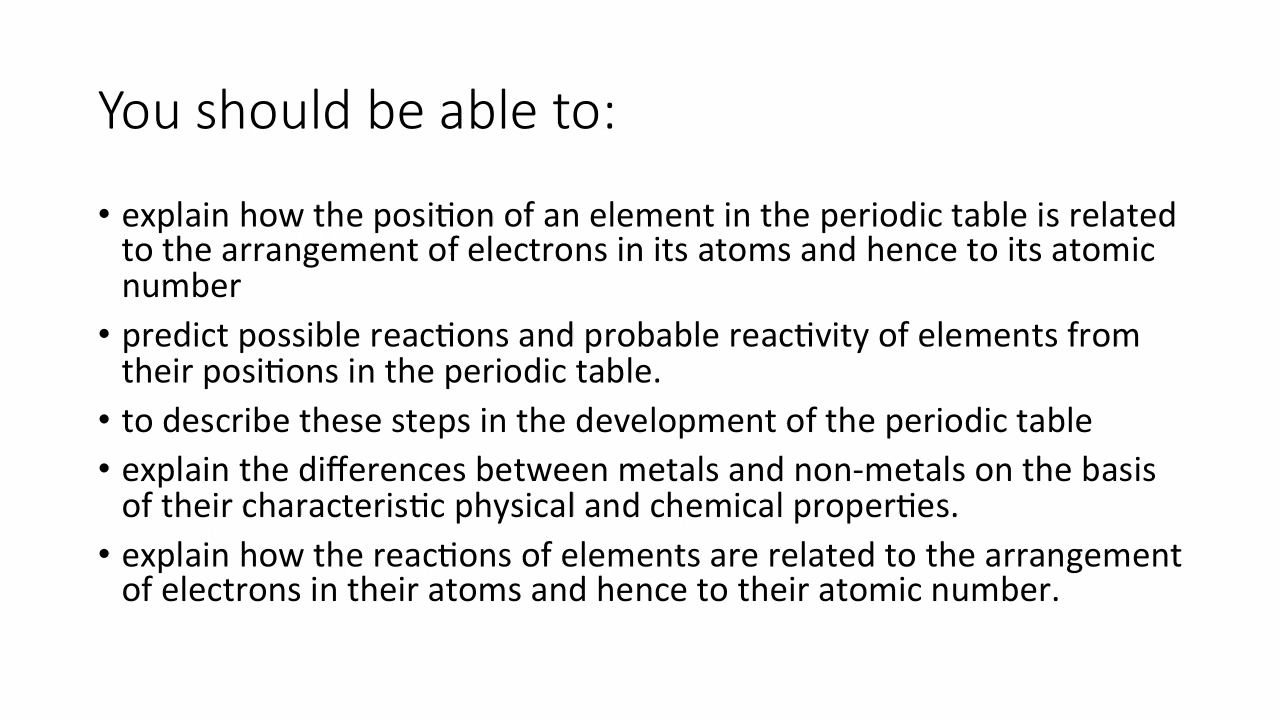 You should be able to:
• explain how the position of an element in the periodic table is related
to the arrangement of electrons in its atoms and hence to its atomic
number
• predict possible reactions and probable reactivity of elements from
their positions in the periodic table.
• to describe these steps in the development of the periodic table
• explain the differences between metals and non-metals on the basis
of their characteristic physical and chemical properties.
• explain how the reactions of elements are related to the arrangement
of electrons in their atoms and hence to their atomic number.